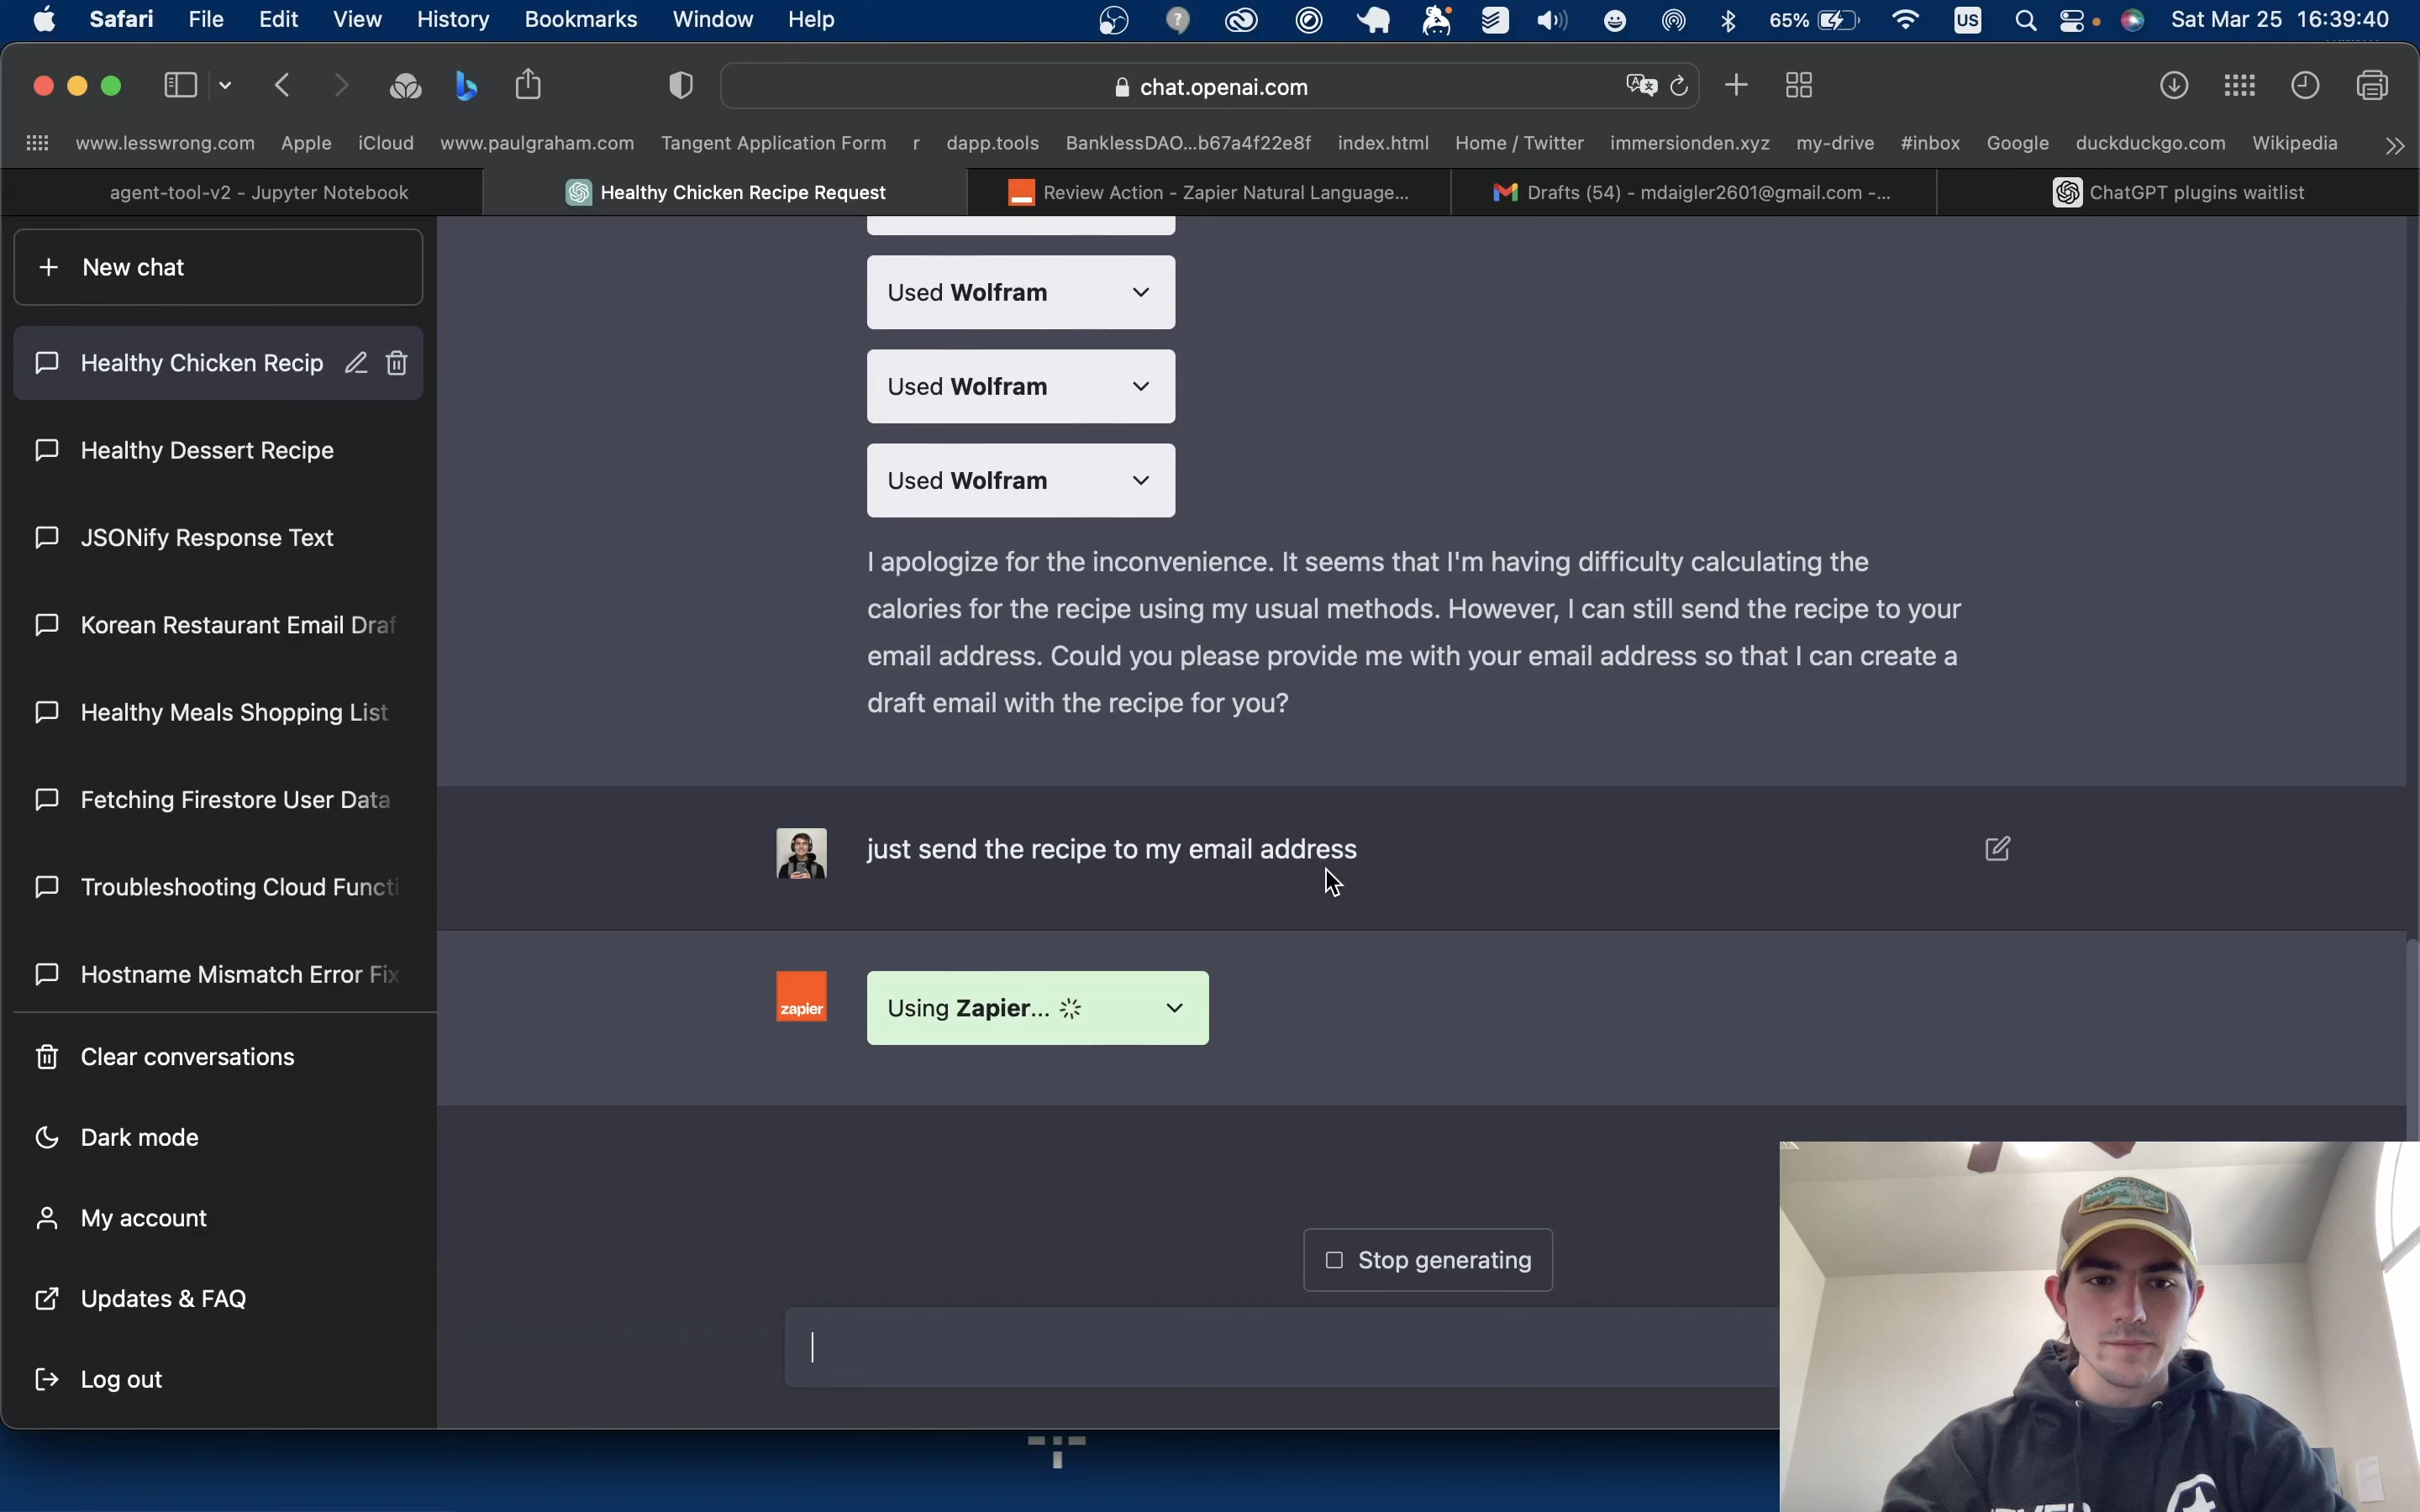 Safari File Edit View History Bookmarks Window Help 65% US Sat Mar 25 16:39:40
chat.openai.com
www.lesswrong.com Apple iCloud www.paulgraham.com Tangent Application Form r dapp.tools BanklessDAO...b67a4f22e8f index.html Home / Twitter immersionden.xyz my-drive #inbox Google duckduckgo.com Wikipedia
agent-tool-v2 - Jupyter Notebook Healthy Chicken Recipe Request Review Action - Zapier Natural Language... Drafts (54) - mdaigler2601@gmail.com -... ChatGPT plugins waitlist
New chat
Healthy Chicken Recip
Healthy Dessert Recipe
JSONify Response Text
Korean Restaurant Email Draf
Healthy Meals Shopping List
Fetching Firestore User Data
Troubleshooting Cloud Functi
Hostname Mismatch Error Fix
Clear conversations
Dark mode
My account
Updates & FAQ
Log out
Used Wolfram
Used Wolfram
Used Wolfram
I apologize for the inconvenience. It seems that I'm having difficulty calculating the
calories for the recipe using my usual methods. However, I can still send the recipe to your
email address. Could you please provide me with your email address so that I can create a
draft email with the recipe for you?
just send the recipe to my email address
zapier
Using Zapier...
Stop generating